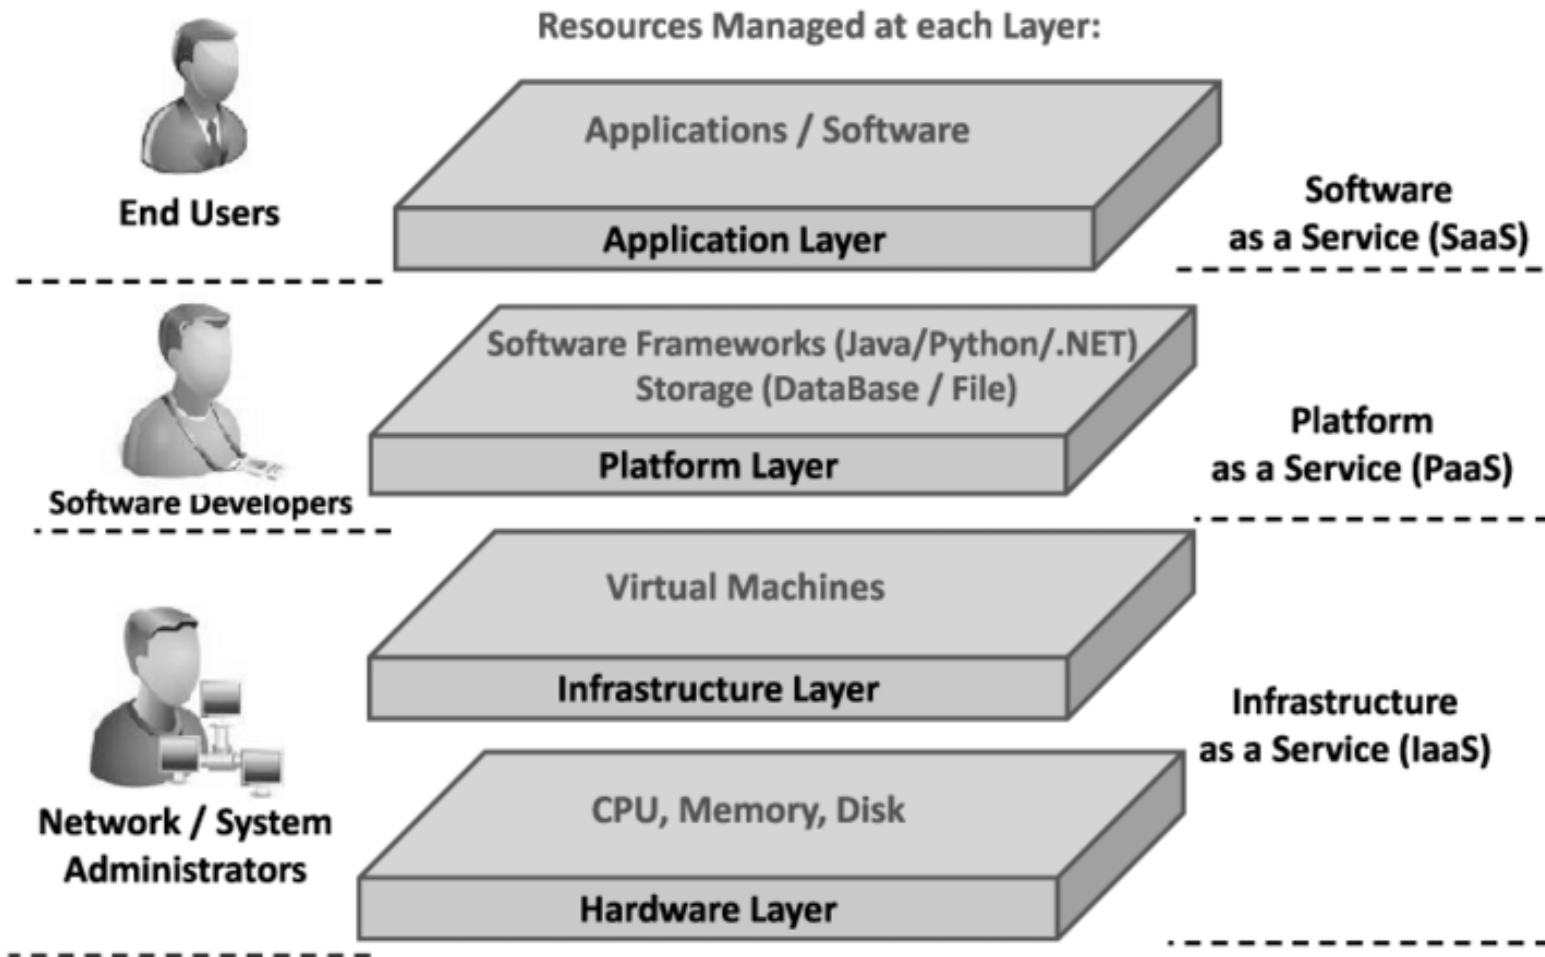 Resources Managed at each Layer:
Applications / Software
End Users
Application Layer
Software
as a Service (SaaS)
Software Frameworks (Java/Python/.NET)
Storage (DataBase / File)
Software Developers
Platform Layer
Platform
as a Service (PaaS)
Virtual Machines
Infrastructure Layer
Infrastructure
as a Service (IaaS)
Network / System
Administrators
CPU, Memory, Disk
Hardware Layer